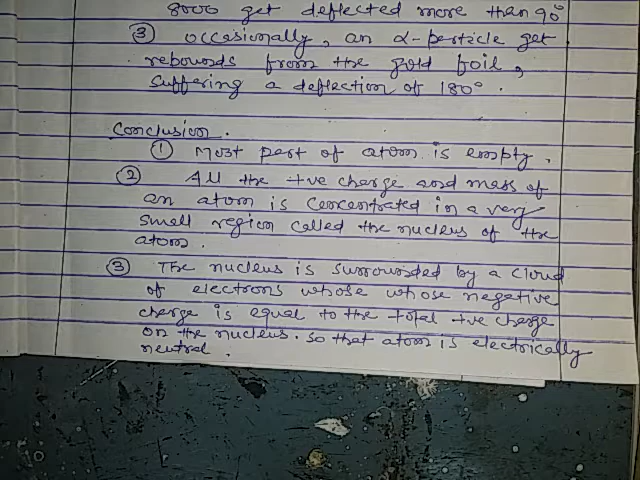 8000 get deflected more than 90°
③ occasionally, an α-particle get
rebounds from the gold foil,
suffering a deflection of 180°.
Conclusion.
① Most part of atom is empty.
② All the +ve charge and mass of
an atom is concentrated in a very
small region called the nucleus of the
atom.
③ The nucleus is surrounded by a cloud
of electrons whose whose negative
charge is equal to the total +ve charge
on the nucleus. so that atom is electrically
neutral.